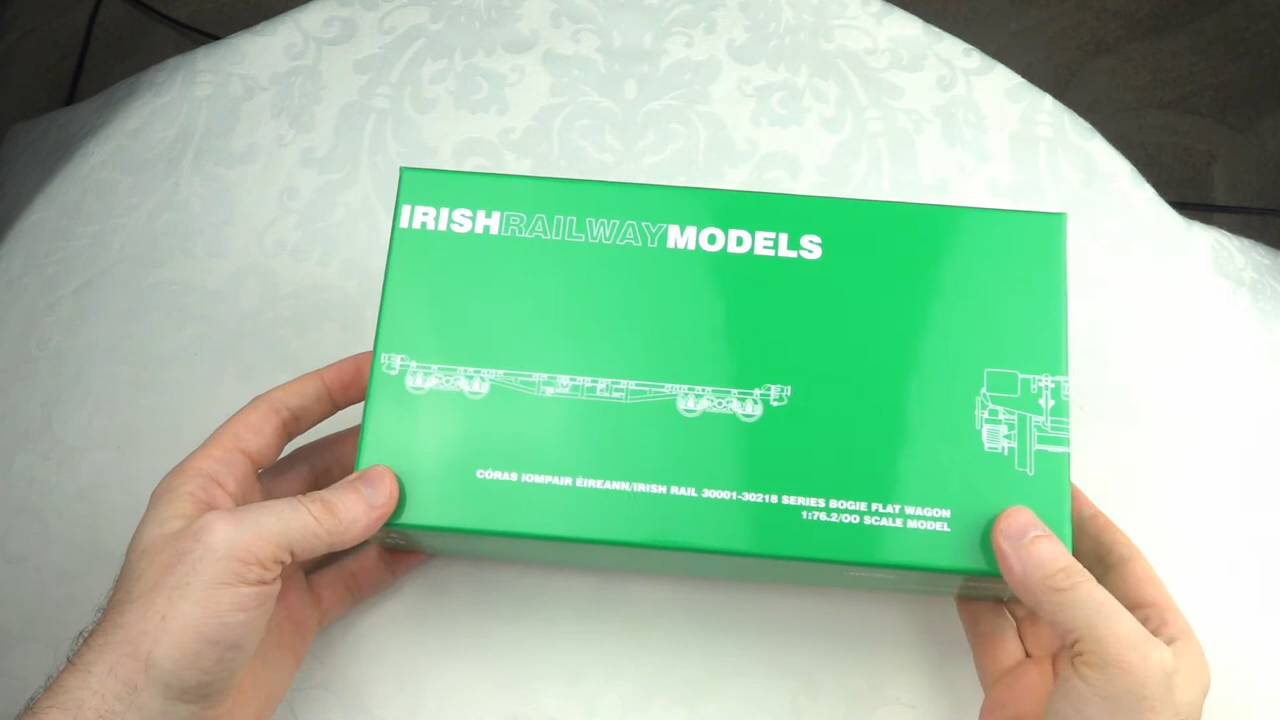 IRISHRAILWAYMODELS
CÓRAS IOMPAIR ÉIREANN/IRISH RAIL 30001-30218 SERIES BOGIE FLAT WAGON
1:76.2/OO SCALE MODEL